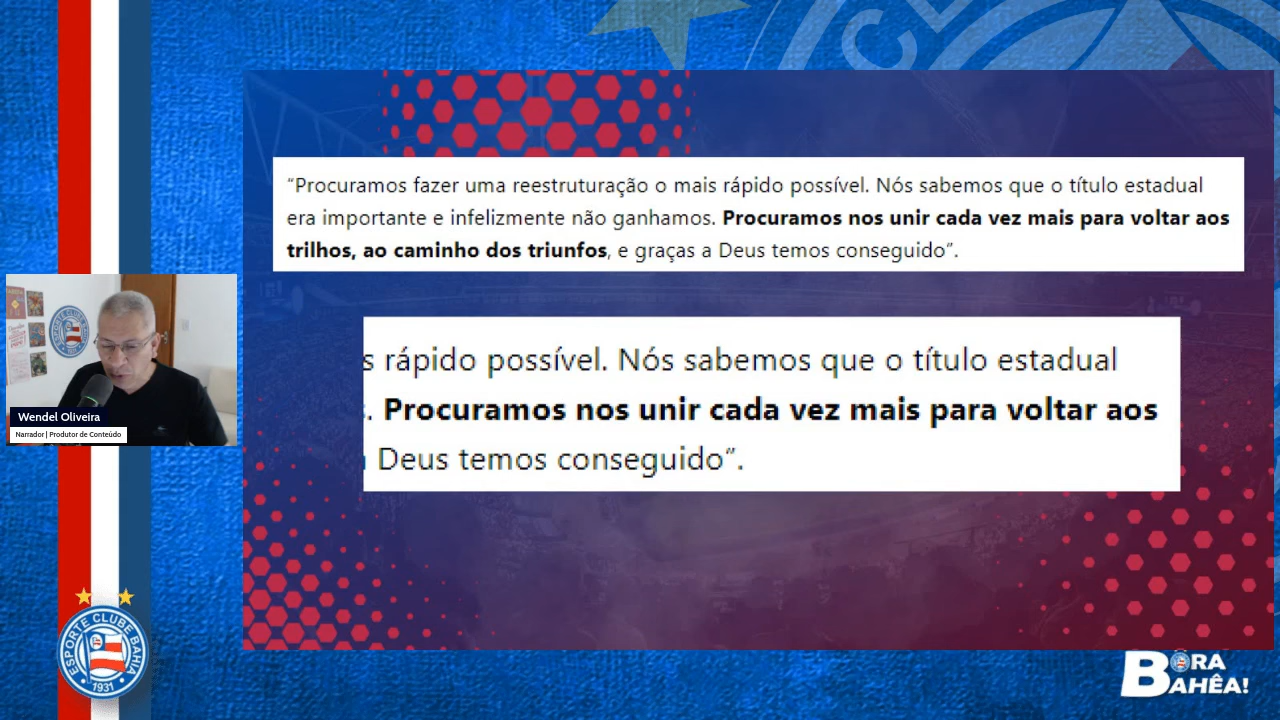 “Procuramos fazer uma reestruturação o mais rápido possível. Nós sabemos que o título estadual
era importante e infelizmente não ganhamos. Procuramos nos unir cada vez mais para voltar aos
trilhos, ao caminho dos triunfos, e graças a Deus temos conseguido”.
s rápido possível. Nós sabemos que o título estadual
. Procuramos nos unir cada vez mais para voltar aos
Deus temos conseguido”.
Wendel Oliveira
Narrador | Produtor de Conteúdo
ESPORTE CLUBE BAHIA
ESPORTE CLUBE BAHIA
1931
BORA
BAHÊA!